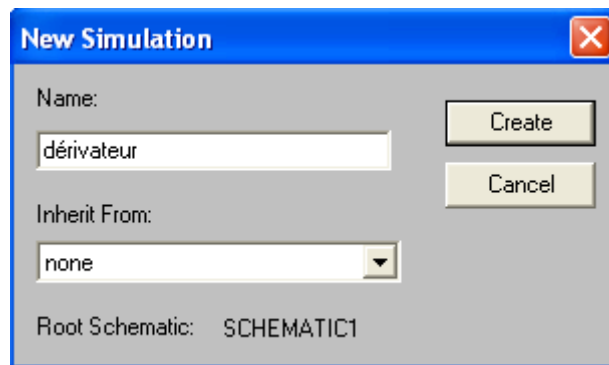 New Simulation
Name:
Create
dérivateur
Cancel
Inherit From:
none
Root Schematic: SCHEMATIC1